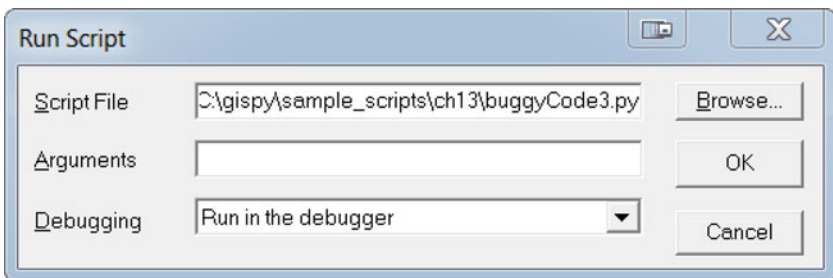 Run Script
Script File C:\gispy\sample_scripts\ch13\buggyCode3.py Browse...
Arguments OK
Debugging Run in the debugger Cancel